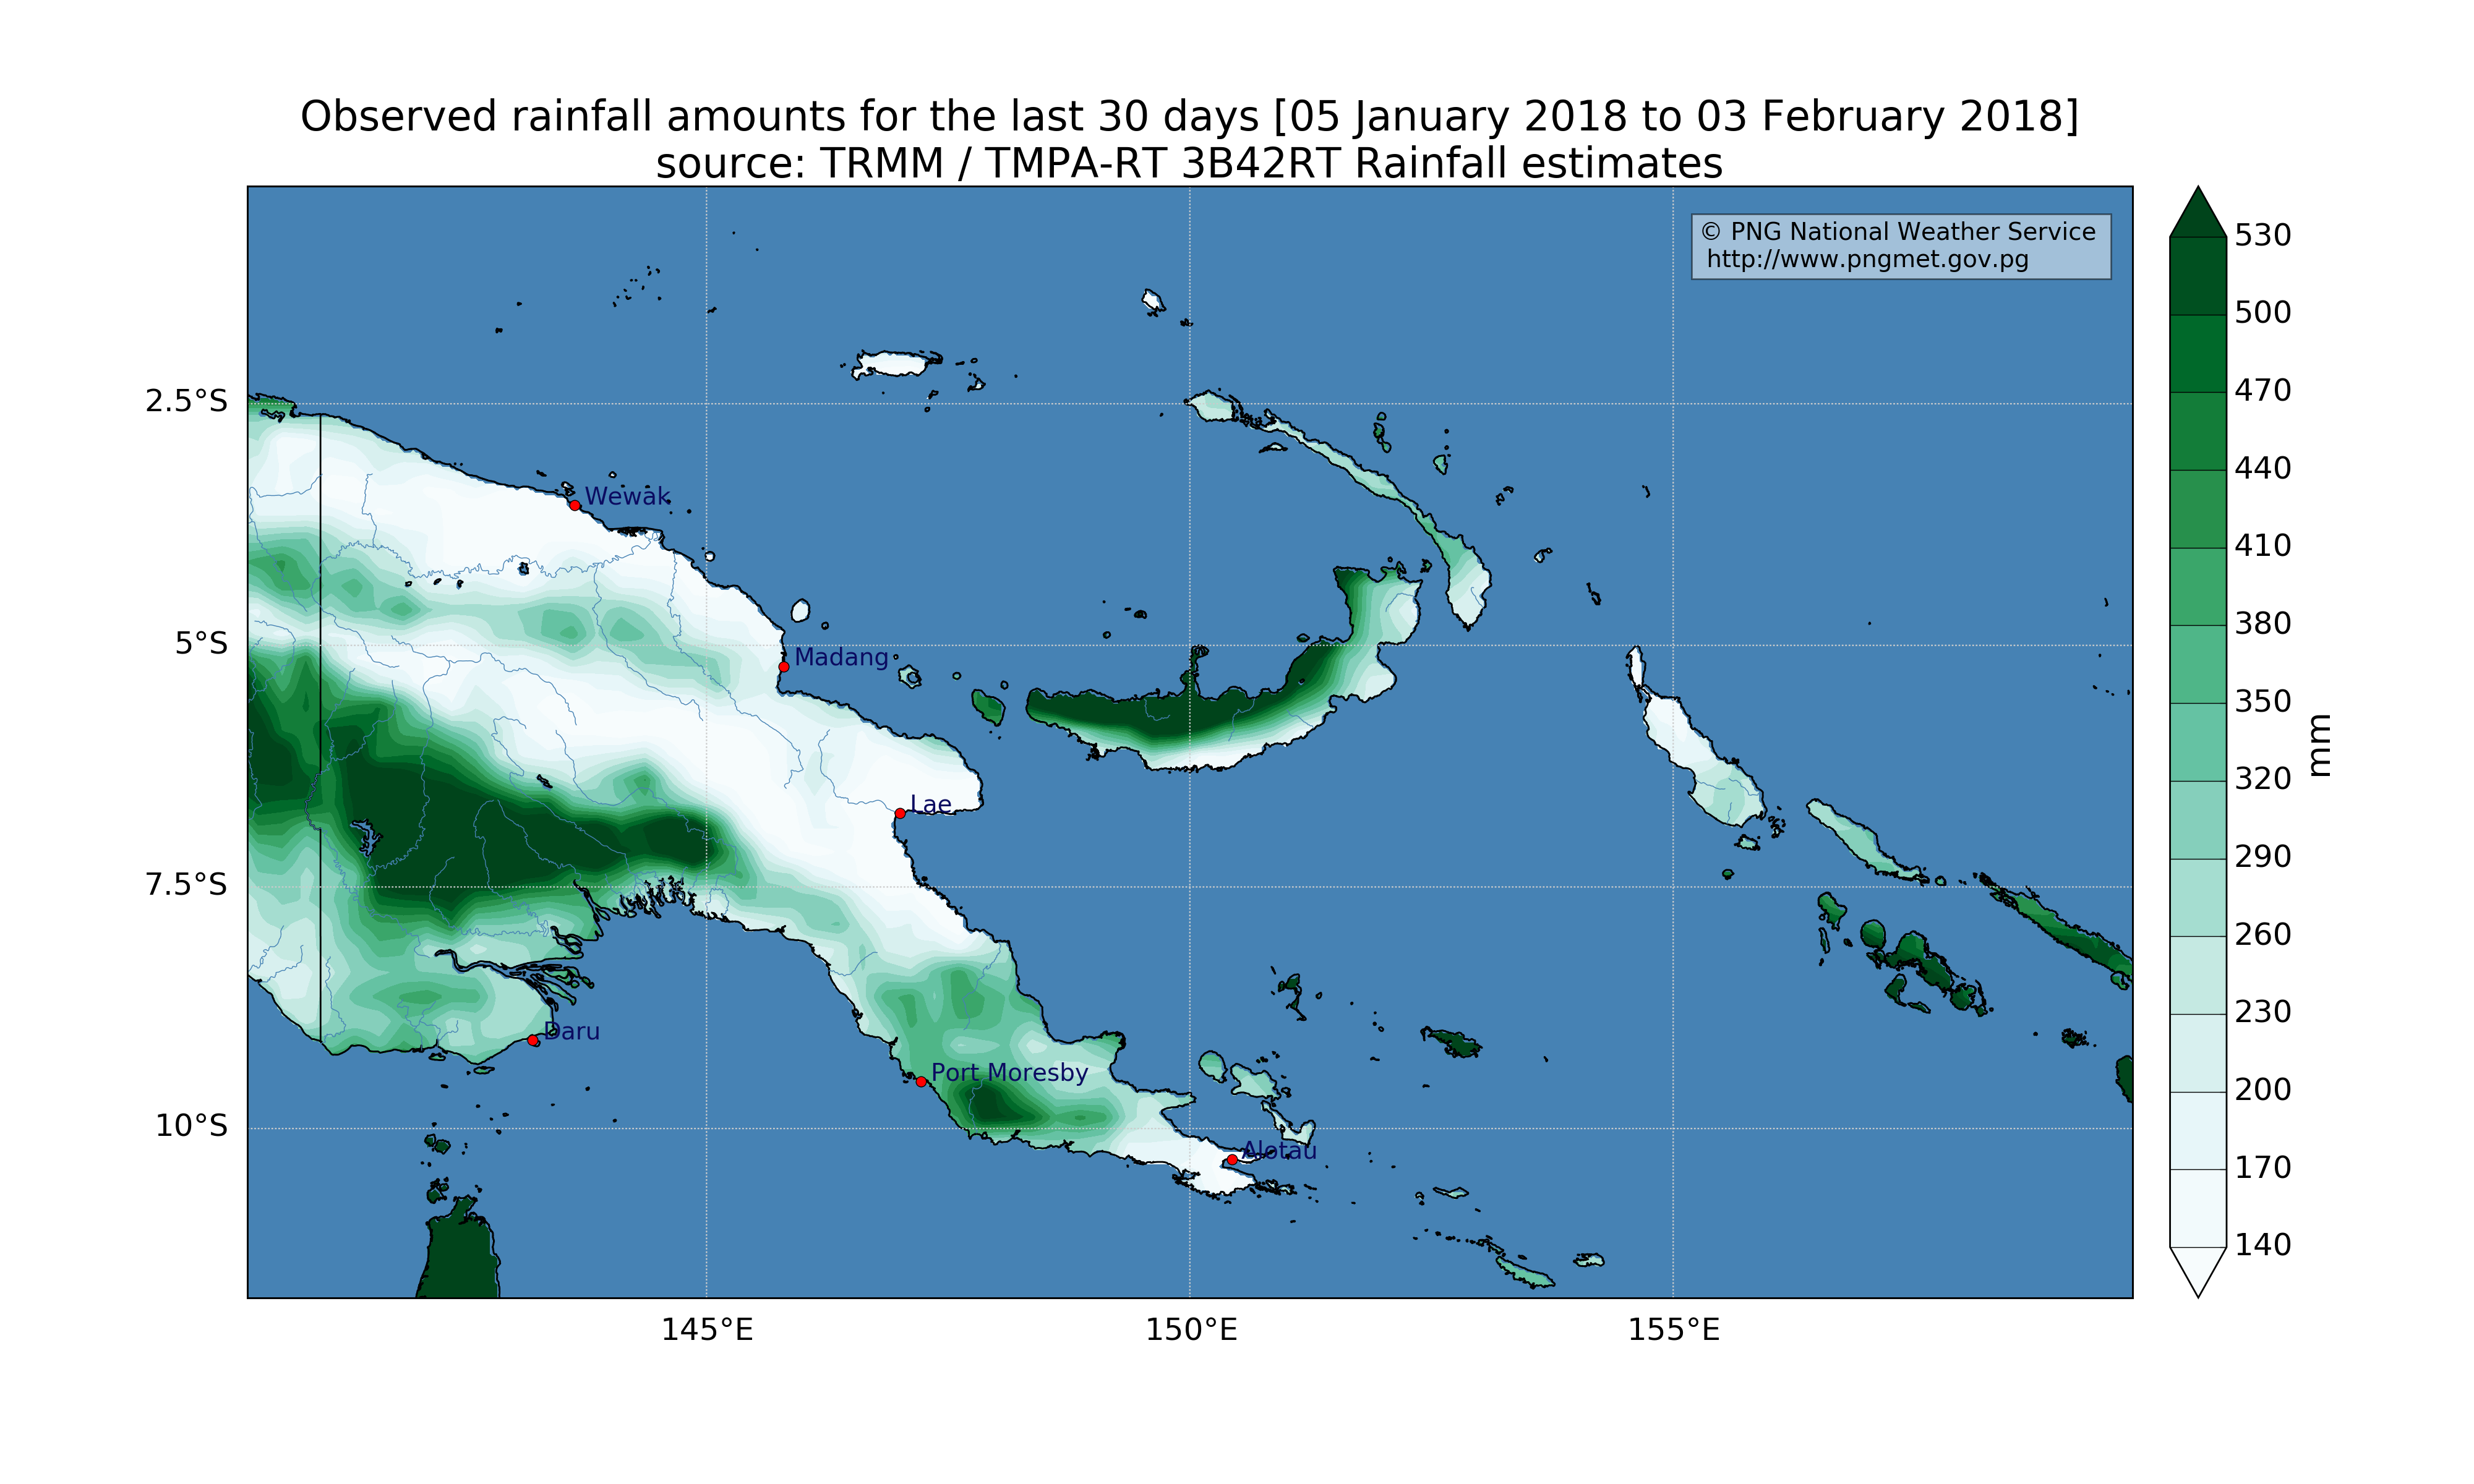 Observed rainfall amounts for the last 30 days [05 January 2018 to 03 February 2018]
source: TRMM / TMPA-RT 3B42RT Rainfall estimates
© PNG National Weather Service
http://www.pngmet.gov.pg
530
500
470
440
410
380
350
320
290
260
230
200
170
140
mm
2.5°S
5°S
7.5°S
10°S
Wewak
Madang
Lae
Daru
Port Moresby
Alotau
145°E
150°E
155°E